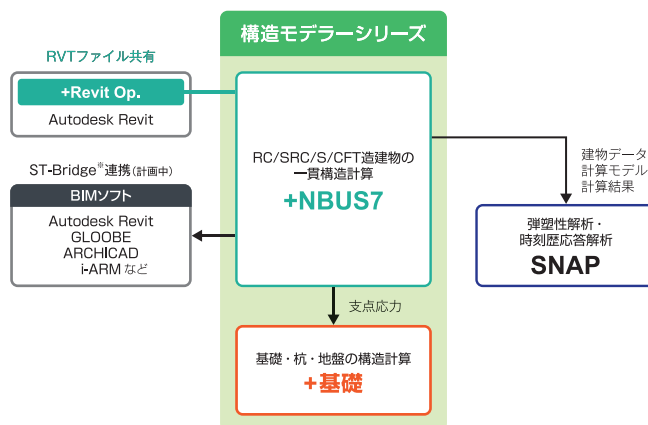 構造モデラーシリーズ
RVTファイル共有
+Revit Op.
Autodesk Revit
RC/SRC/S/CFT造建物の
一貫構造計算
+NBUS7
ST-Bridge※連携(計画中)
BIMソフト
Autodesk Revit
GLOOBE
ARCHICAD
i-ARM など
建物データ
計算モデル
計算結果
弾塑性解析・
時刻歴応答解析
SNAP
支点応力
基礎・杭・地盤の構造計算
+基礎